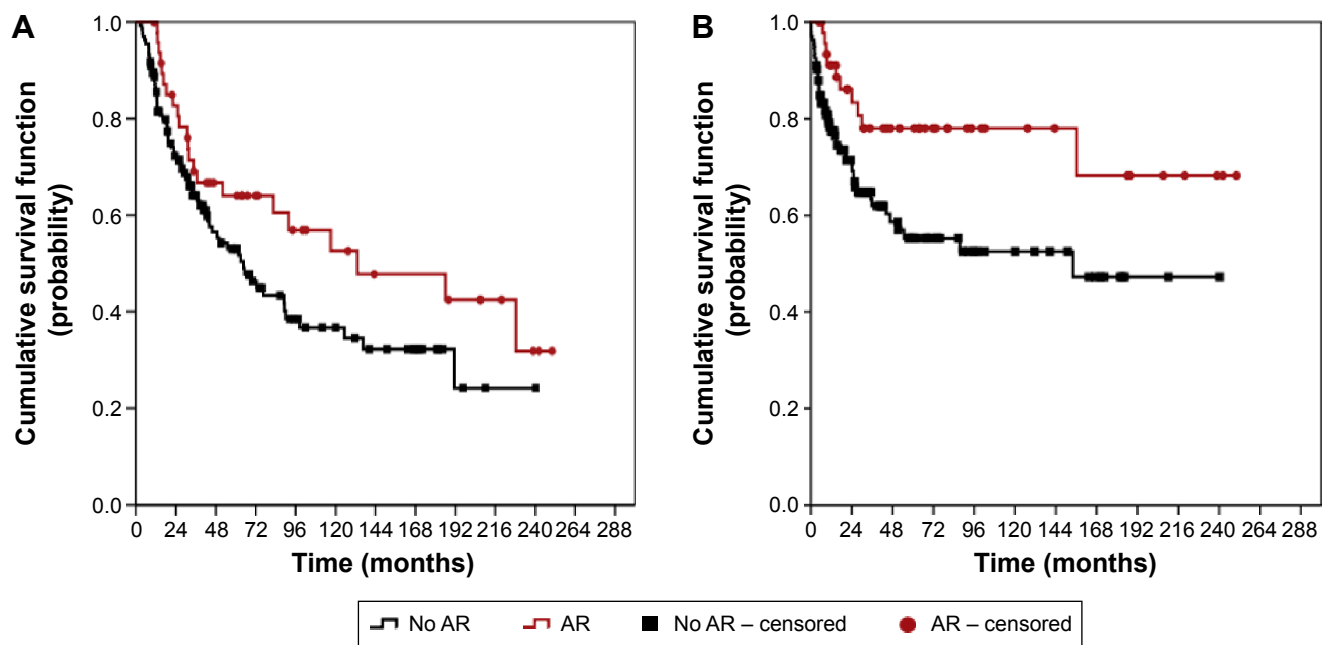 A
Cumulative survival function
(probability)
1.0
0.8
0.6
0.4
0.2
0.0
0 24 48 72 96 120 144 168 192 216 240 264 288
Time (months)
B
Cumulative survival function
(probability)
1.0
0.8
0.6
0.4
0.2
0.0
0 24 48 72 96 120 144 168 192 216 240 264 288
Time (months)
No AR AR No AR – censored AR – censored